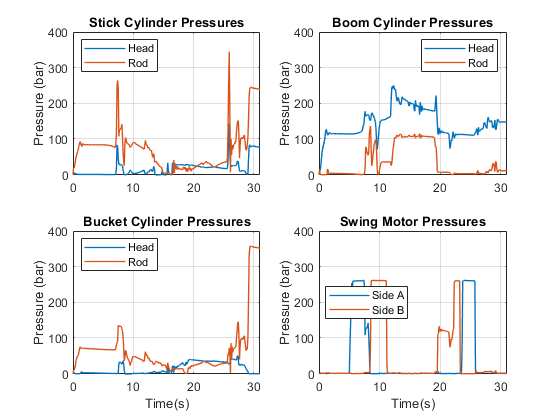 Stick Cylinder Pressures
400
300
200
100
0
Pressure (bar)
Head
Rod
0 10 20 30
Boom Cylinder Pressures
400
300
200
100
0
Pressure (bar)
Head
Rod
0 10 20 30
Bucket Cylinder Pressures
400
300
200
100
0
Pressure (bar)
Head
Rod
0 10 20 30
Time(s)
Swing Motor Pressures
400
300
200
100
0
Pressure (bar)
Side A
Side B
0 10 20 30
Time(s)